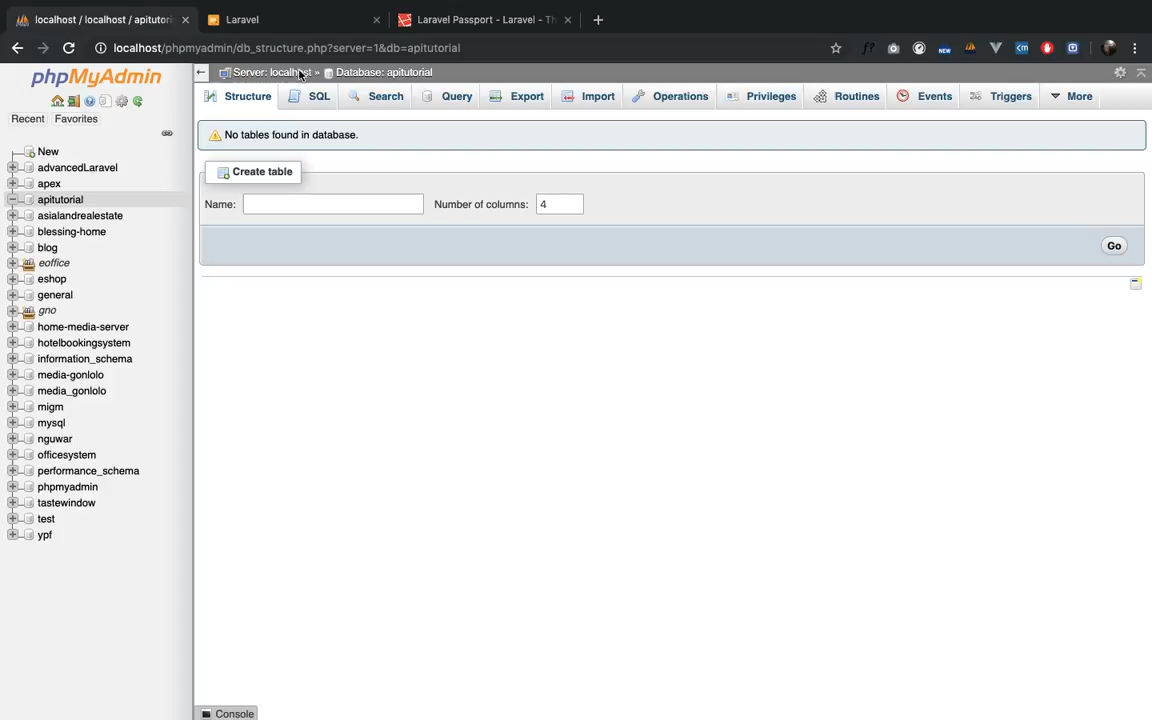 localhost / localhost / apitutori
Laravel
Laravel Passport - Laravel - Th
localhost/phpmyadmin/db_structure.php?server=1&db=apitutorial
f?
NEW
cm
phpMyAdmin
Server: localhost » Database: apitutorial
Structure
SQL
Search
Query
Export
Import
Operations
Privileges
Routines
Events
Triggers
More
Recent
Favorites
No tables found in database.
Create table
Name:
Number of columns:
4
Go
New
advancedLaravel
apex
apitutorial
asialandrealestate
blessing-home
blog
eoffice
eshop
general
gno
home-media-server
hotelbookingsystem
information_schema
media-gonlolo
media_gonlolo
migm
mysql
nguwar
officesystem
performance_schema
phpmyadmin
tastewindow
test
ypf
Console